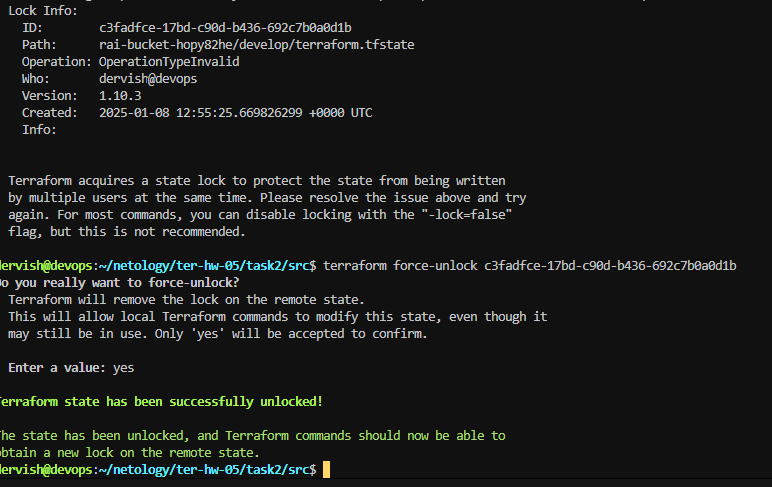 Lock Info:
ID: c3fadfce-17bd-c90d-b436-692c7b0a0d1b
Path: rai-bucket-hopy82he/develop/terraform.tfstate
Operation: OperationTypeInvalid
Who: dervish@devops
Version: 1.10.3
Created: 2025-01-08 12:55:25.669826299 +0000 UTC
Info:
Terraform acquires a state lock to protect the state from being written
by multiple users at the same time. Please resolve the issue above and try
again. For most commands, you can disable locking with the "-lock=false"
flag, but this is not recommended.
dervish@devops:~/netology/ter-hw-05/task2/src$ terraform force-unlock c3fadfce-17bd-c90d-b436-692c7b0a0d1b
Do you really want to force-unlock?
Terraform will remove the lock on the remote state.
This will allow local Terraform commands to modify this state, even though it
may still be in use. Only 'yes' will be accepted to confirm.
Enter a value: yes
Terraform state has been successfully unlocked!
The state has been unlocked, and Terraform commands should now be able to
obtain a new lock on the remote state.
dervish@devops:~/netology/ter-hw-05/task2/src$